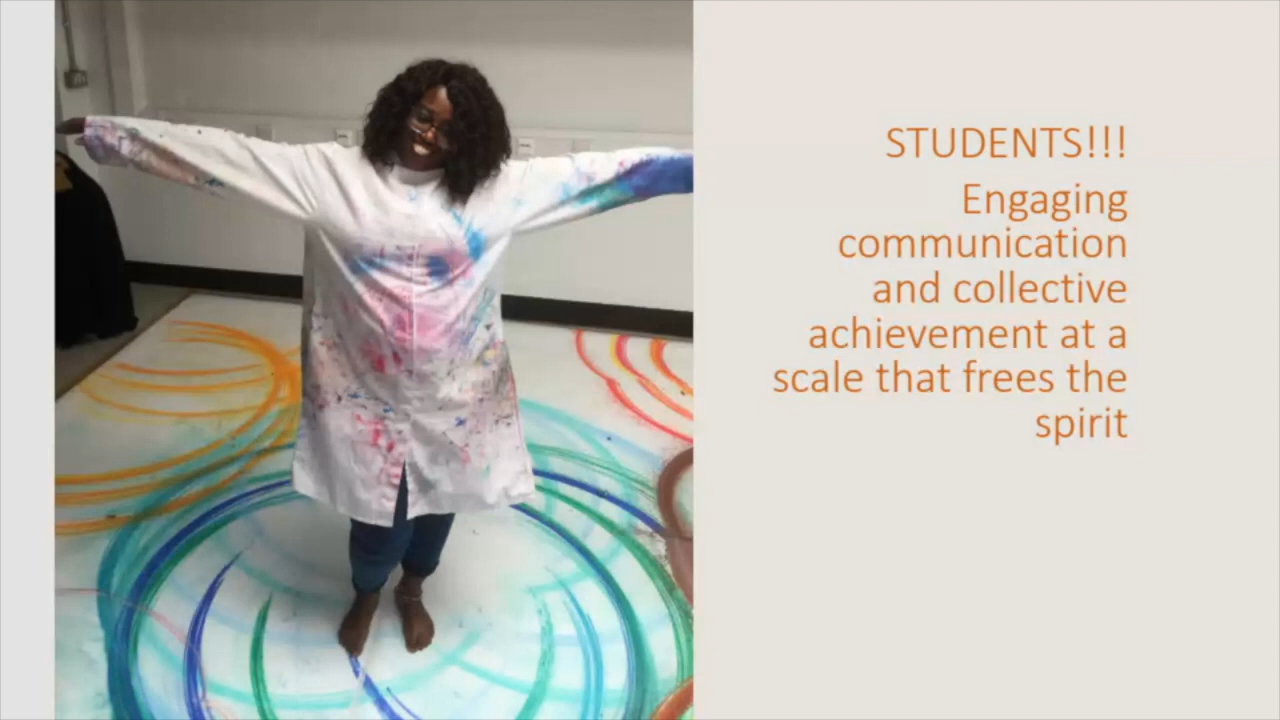 STUDENTS!!!
Engaging
communication
and collective
achievement at a
scale that frees the
spirit